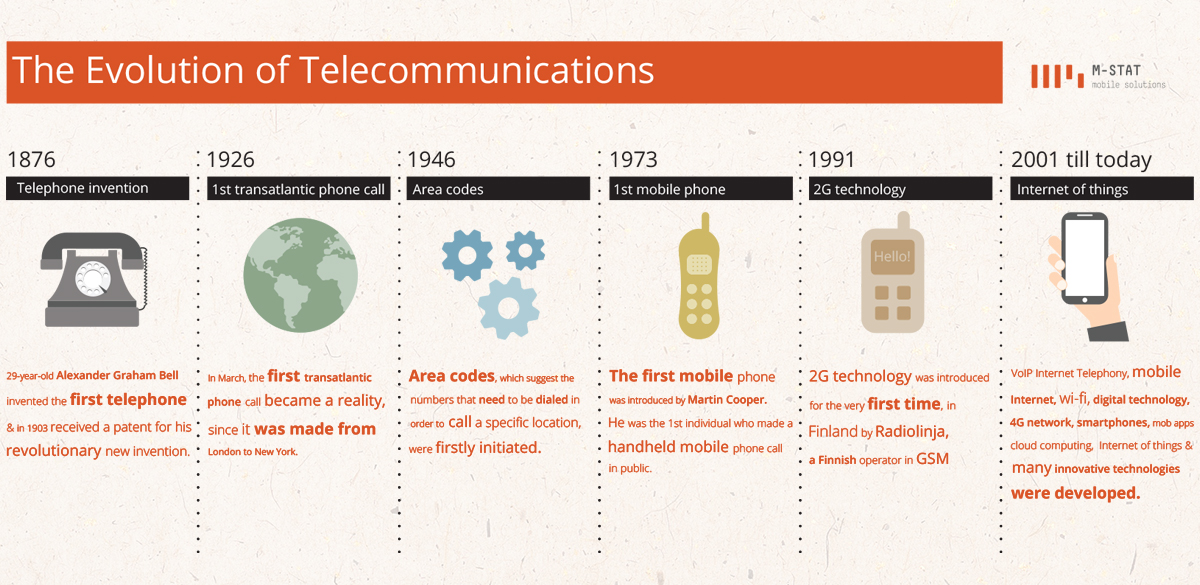 The Evolution of Telecommunications
M-STAT
mobile solutions
1876
Telephone invention
29-year-old Alexander Graham Bell
invented the first telephone
& in 1903 received a patent for his
revolutionary new invention.
1926
1st transatlantic phone call
In March, the first transatlantic
phone call became a reality,
since it was made from
London to New York.
1946
Area codes
Area codes, which suggest the
numbers that need to be dialed in
order to call a specific location,
were firstly initiated.
1973
1st mobile phone
The first mobile phone
was introduced by Martin Cooper.
He was the 1st individual who made a
handheld mobile phone call
in public.
1991
2G technology
Hello!
2G technology was introduced
for the very first time, in
Finland by Radiolinja,
a Finnish operator in GSM
2001 till today
Internet of things
VoIP Internet Telephony, mobile
Internet, wi-fi, digital technology,
4G network, smartphones, mob apps
cloud computing, Internet of things &
many innovative technologies
were developed.